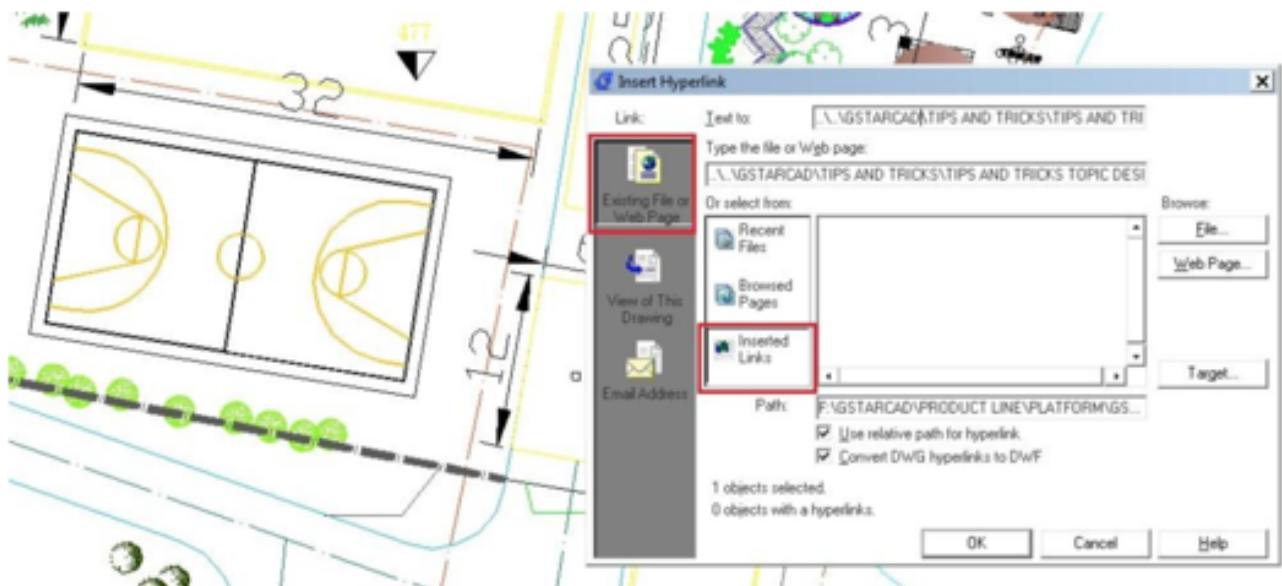 477
32
12
Insert Hyperlink
Link:
Text to:
..\..\GSTARCAD\TIPS AND TRICKS\TIPS AND TRI
Type the file or Web page:
..\..\GSTARCAD\TIPS AND TRICKS\TIPS AND TRICKS TOPIC DESI
Existing File or
Web Page
View of This
Drawing
Email Address
Or select from:
Recent
Files
Browsed
Pages
Inserted
Links
Browse:
File...
Web Page...
Target...
Path:
F:\GSTARCAD\PRODUCT LINE\PLATFORM\GS...
Use relative path for hyperlink
Convert DWG hyperlinks to DWF
1 objects selected.
0 objects with a hyperlinks.
OK
Cancel
Help